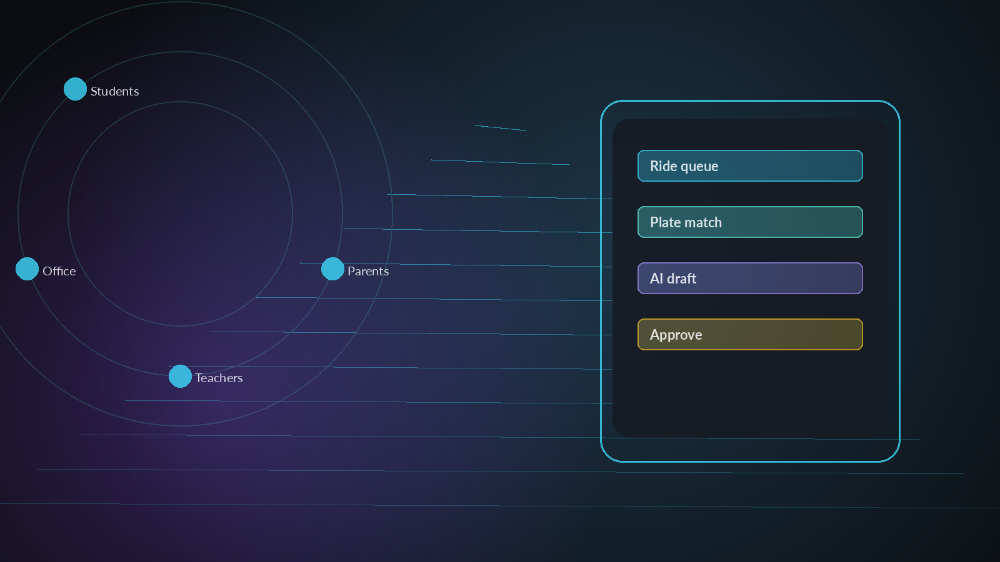 Students
Office
Parents
Teachers
Ride queue
Plate match
AI draft
Approve